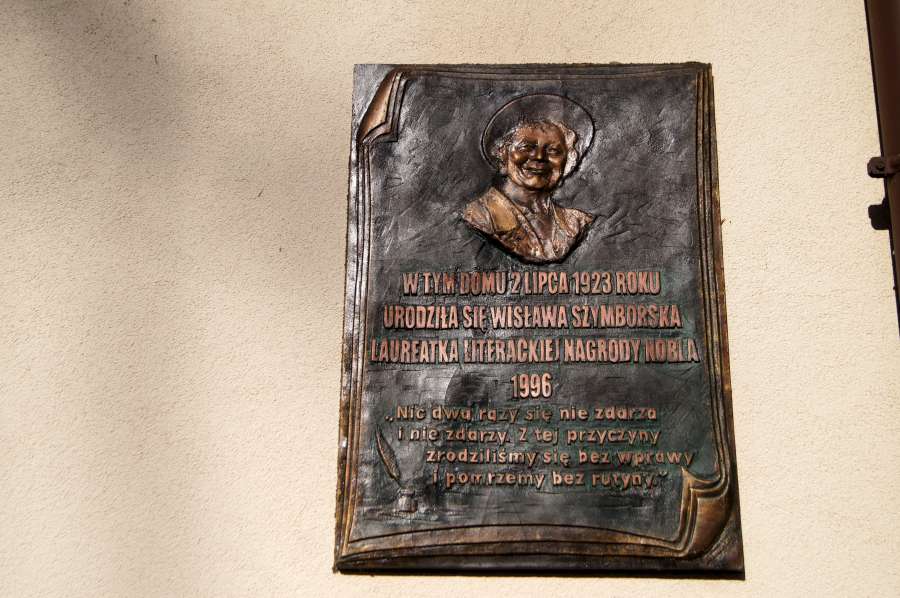 W TYM DOMU 2 LIPCA 1923 ROKU
URODZIŁA SIĘ WISŁAWA SZYMBORSKA
LAUREATKA LITERACKIEJ NAGRODY NOBLA
1996
„Nic dwa razy się nie zdarza
i nie zdarzy. Z tej przyczyny
zrodziliśmy się bez wprawy
i pomrzemy bez rutyny."